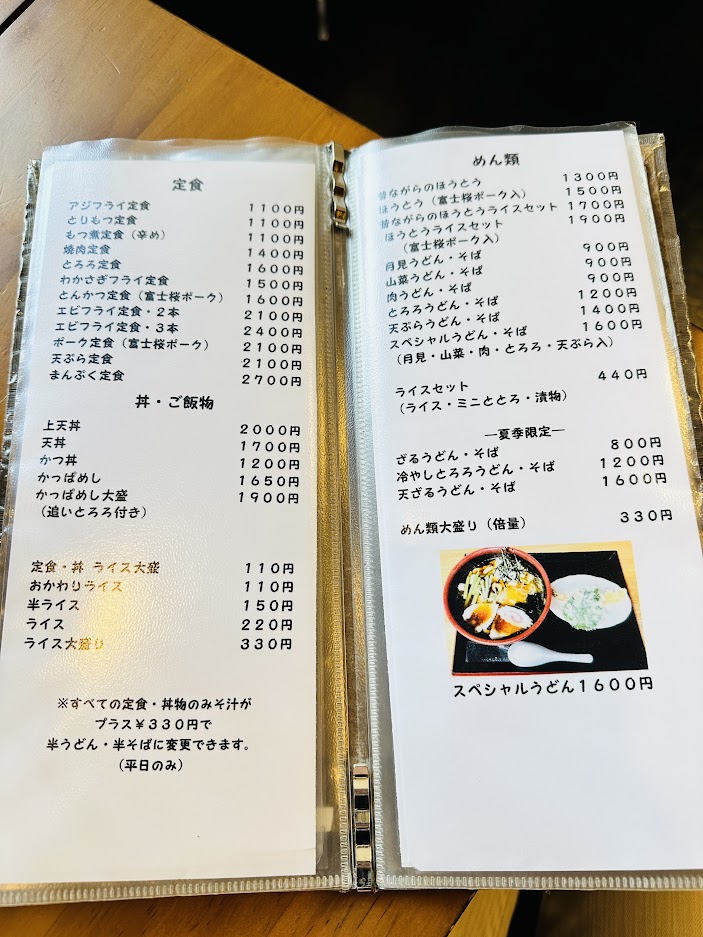 定食
アジフライ定食 1100円
とりもつ定食 1100円
もつ煮定食(辛め) 1100円
焼肉定食 1400円
とろろ定食 1600円
わかさぎフライ定食 1500円
とんかつ定食(富士桜ポーク) 1600円
エビフライ定食・2本 2100円
エビフライ定食・3本 2400円
ポーク定食(富士桜ポーク) 2100円
天ぷら定食 2100円
まんぷく定食 2700円
丼・ご飯物
上天丼 2000円
天丼 1700円
かつ丼 1200円
かっぱめし 1650円
かっぱめし大盛 1900円
(追いとろろ付き)
定食・丼 ライス大盛 110円
おかわりライス 110円
半ライス 150円
ライス 220円
ライス大盛り 330円
※すべての定食・丼物のみそ汁が
プラス¥330円で
半うどん・半そばに変更できます。
(平日のみ)
めん類
昔ながらのほうとう 1300円
ほうとう(富士桜ポーク入) 1500円
昔ながらのほうとうライスセット 1700円
ほうとうライスセット 1900円
(富士桜ポーク入)
月見うどん・そば 900円
山菜うどん・そば 900円
肉うどん・そば 900円
とろろうどん・そば 1200円
天ぷらうどん・そば 1400円
スペシャルうどん・そば 1600円
(月見・山菜・肉・とろろ・天ぷら入)
ライスセット 440円
(ライス・ミニととろ・漬物)
―夏季限定―
ざるうどん・そば 800円
冷やしとろろうどん・そば 1200円
天ざるうどん・そば 1600円
めん類大盛り(倍量) 330円
スペシャルうどん1600円